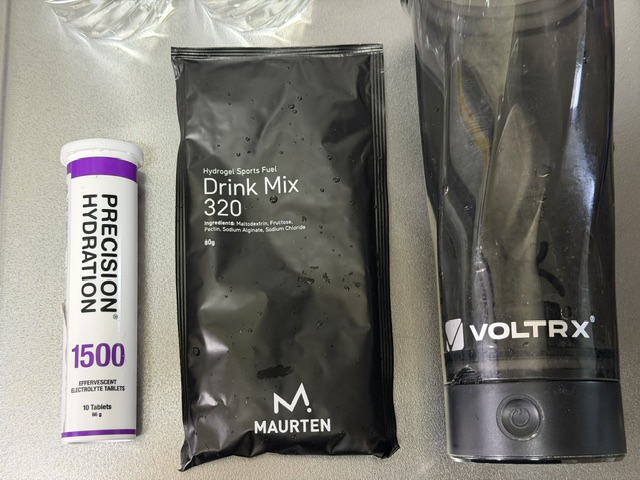 PRECISION
HYDRATION®
1500
EFFERVESCENT
ELECTROLYTE TABLETS
10 Tablets
66 g
Hydrogel Sports Fuel
Drink Mix
320
Ingredients: Maltodextrin, Fructose,
Pectin, Sodium Alginate, Sodium Chloride
80g
MAURTEN
VOLTRX®